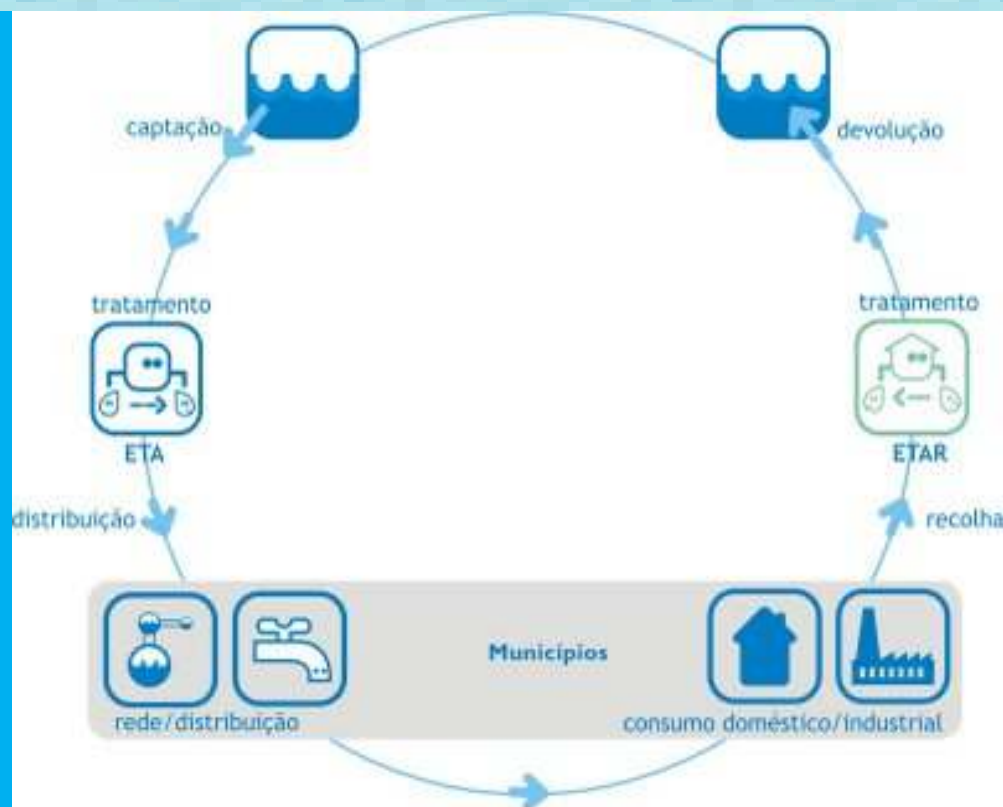 captação
devolução
tratamento
tratamento
ETA
ETAR
distribuição
recolha
Municípios
rede/distribuição
consumo doméstico/industrial